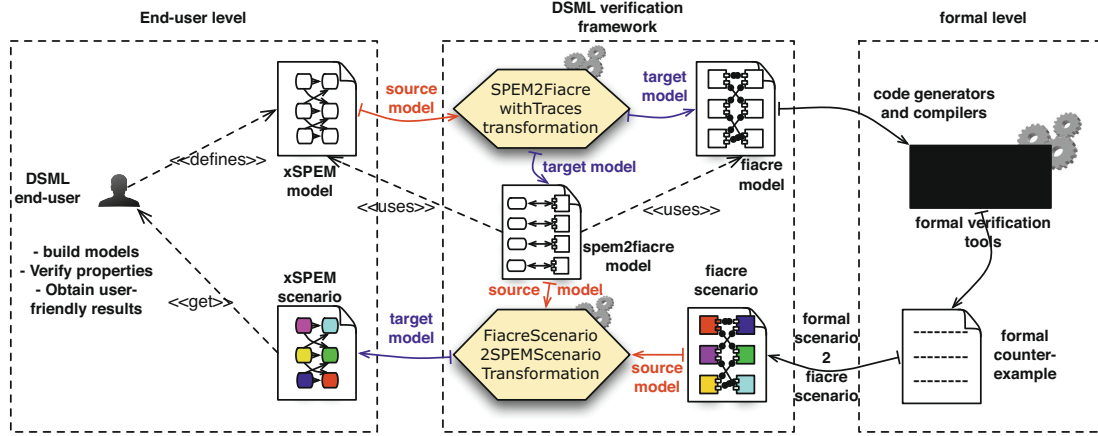 End-user level
DSML verification
framework
formal level
source
model
SPEM2Fiacre
withTraces
transformation
target
model
code generators
and compilers
<<defines>>
xSPEM
model
target model
fiacre
model
DSML
end-user
<<uses>>
<<uses>>
formal verification
tools
- build models
- Verify properties
- Obtain user-
friendly results
spem2fiacre
model
<<get>>
xSPEM
scenario
source model
fiacre
scenario
target
model
FiacreScenario
2SPEMScenario
Transformation
source
model
formal
scenario
2
fiacre
scenario
formal
counter-
example